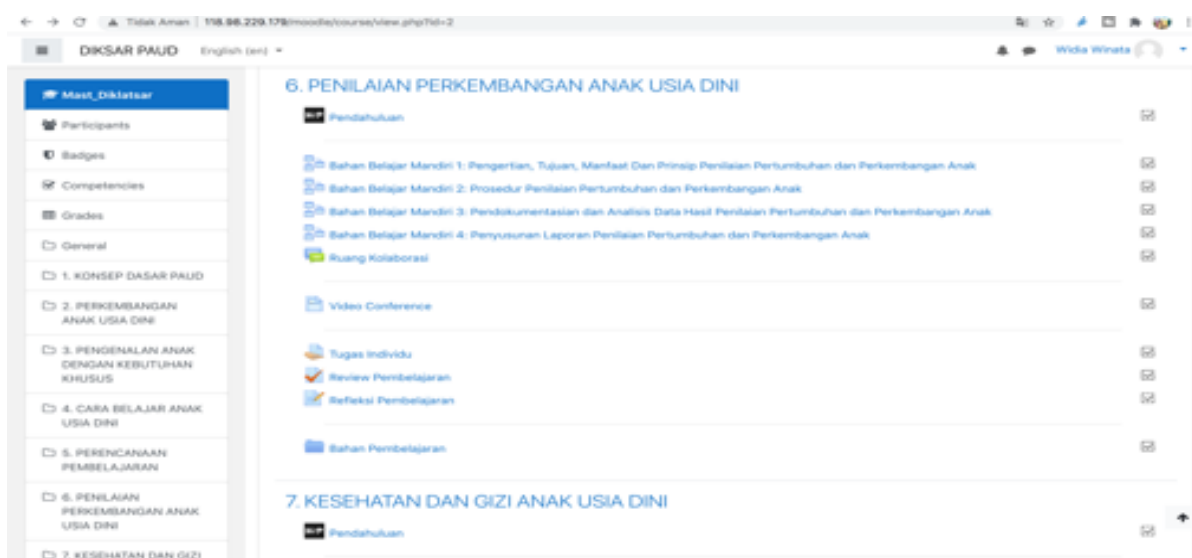 Tidak Aman | 118.98.229.179/moodle/course/view.php?id=2
DIKSAR PAUD English (en)
Widia Winata
Mast_Diklatsar
Participants
Badges
Competencies
Grades
General
1. KONSEP DASAR PAUD
2. PERKEMBANGAN
ANAK USIA DINI
3. PENGENALAN ANAK
DENGAN KEBUTUHAN
KHUSUS
4. CARA BELAJAR ANAK
USIA DINI
5. PERENCANAAN
PEMBELAJARAN
6. PENILAIAN
PERKEMBANGAN ANAK
USIA DINI
7. KESEHATAN DAN GIZI
6. PENILAIAN PERKEMBANGAN ANAK USIA DINI
Pendahuluan
Bahan Belajar Mandiri 1: Pengertian, Tujuan, Manfaat Dan Prinsip Penilaian Pertumbuhan dan Perkembangan Anak
Bahan Belajar Mandiri 2: Prosedur Penilaian Pertumbuhan dan Perkembangan Anak
Bahan Belajar Mandiri 3: Pendokumentasian dan Analisis Data Hasil Penilaian Pertumbuhan dan Perkembangan Anak
Bahan Belajar Mandiri 4: Penyusunan Laporan Penilaian Pertumbuhan dan Perkembangan Anak
Ruang Kolaborasi
Video Conference
Tugas Individu
Review Pembelajaran
Refleksi Pembelajaran
Bahan Pembelajaran
7. KESEHATAN DAN GIZI ANAK USIA DINI
Pendahuluan